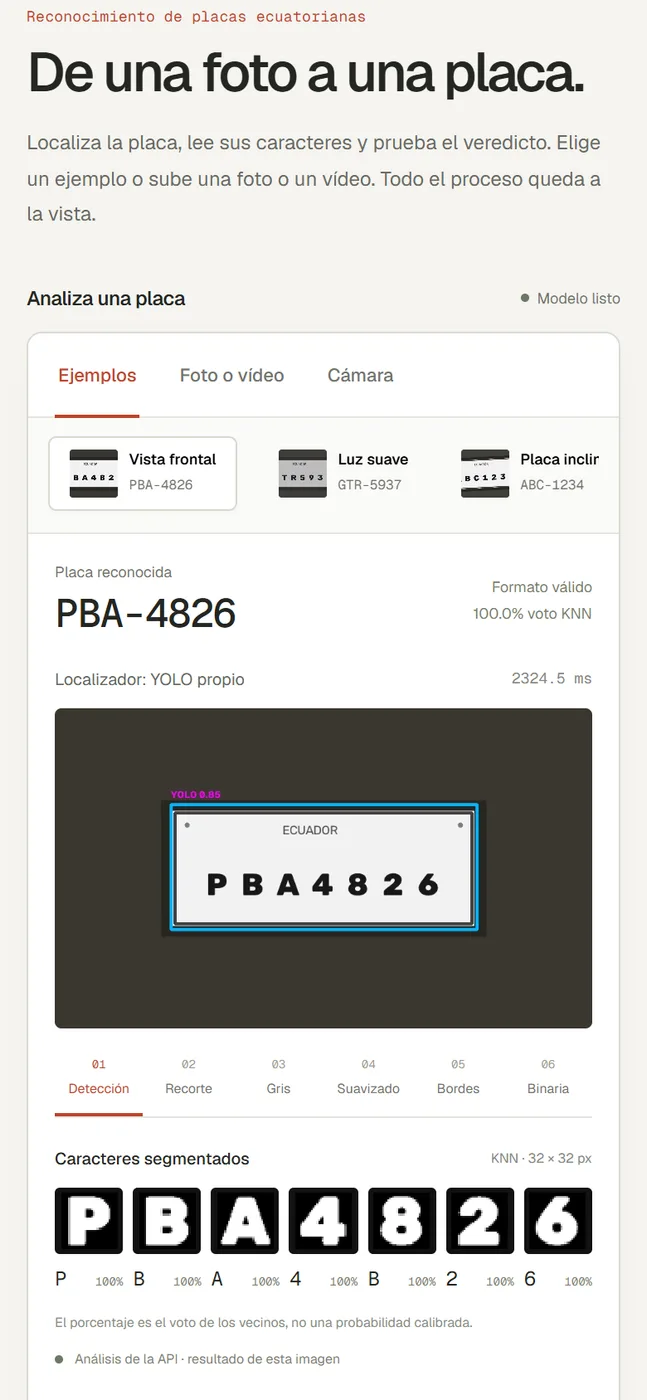 Reconocimiento de placas ecuatorianas
De una foto a una placa.
Localiza la placa, lee sus caracteres y prueba el veredicto. Elige
un ejemplo o sube una foto o un vídeo. Todo el proceso queda a
la vista.
Analiza una placa
Modelo listo
Ejemplos
Foto o vídeo
Cámara
BA4B2
Vista frontal
PBA-4826
TR593
Luz suave
GTR-5937
BC123
Placa inclir
ABC-1234
Placa reconocida
PBA-4826
Formato válido
100.0% voto KNN
Localizador: YOLO propio
2324.5 ms
YOLO 0.85
ECUADOR
PBA4826
01 02 03 04 05 06
Detección Recorte Gris Suavizado Bordes Binaria
Caracteres segmentados
KNN · 32 × 32 px
P B A 4 8 2 6
P 100% B 100% A 100% 4 100% B 100% 2 100% 6 100%
El porcentaje es el voto de los vecinos, no una probabilidad calibrada.
Análisis de la API · resultado de esta imagen